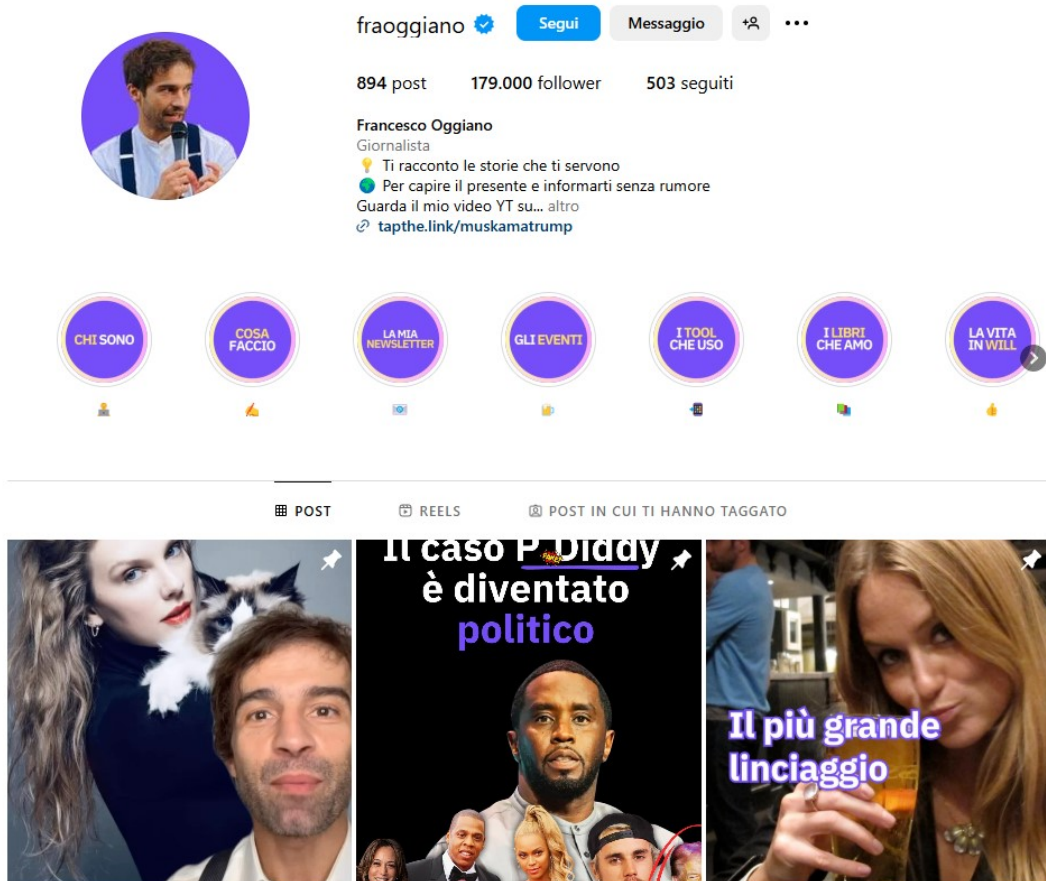 fraoggiano Segui Messaggio
894 post 179.000 follower 503 seguiti
Francesco Oggiano
Giornalista
Ti racconto le storie che ti servono
Per capire il presente e informarti senza rumore
Guarda il mio video YT su... altro
tapthe.link/muskamatrump
CHI SONO
COSA
FACCIO
LA MIA
NEWSLETTER
GLI EVENTI
I TOOL
CHE USO
I LIBRI
CHE AMO
LA VITA
IN WILL
POST REELS POST IN CUI TI HANNO TAGGATO
Il caso P. Diddy
è diventato
politico
Il più grande
linciaggio